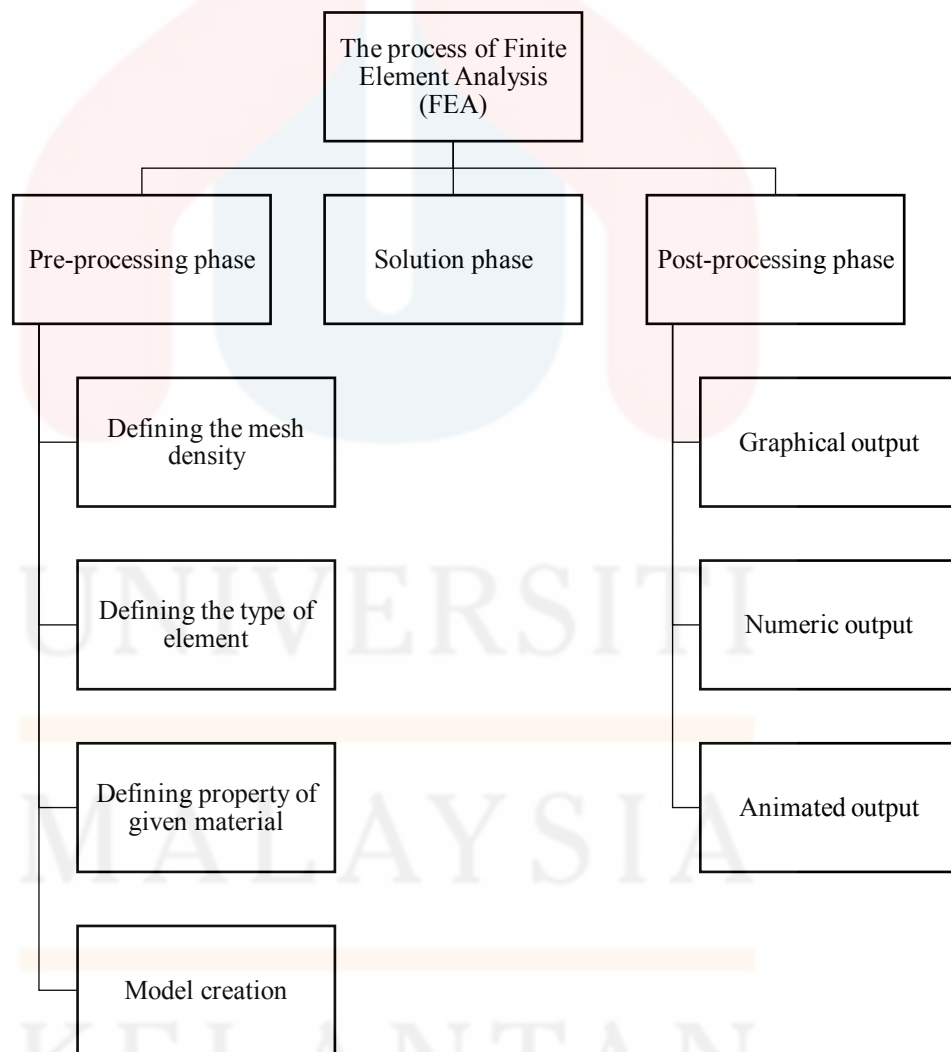 The process of Finite
Element Analysis
(FEA)
Pre-processing phase
Solution phase
Post-processing phase
Defining the mesh
density
Graphical output
Defining the type of
element
Numeric output
Defining property of
given material
Animated output
Model creation
UNIVERSITI
MALAYSIA
KELANTAN